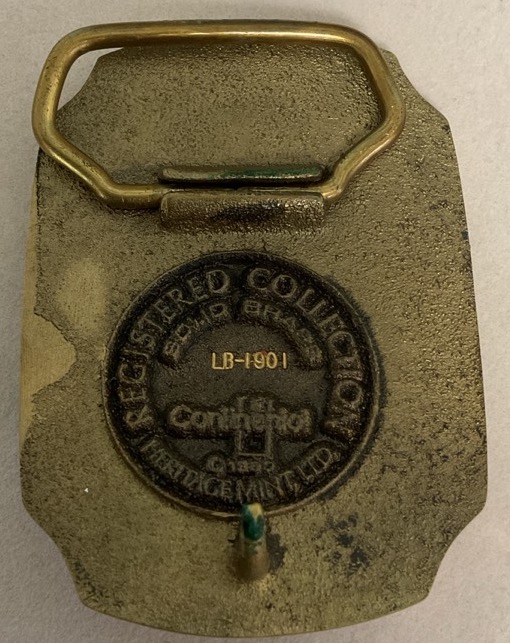 REGISTERED COLLECTION
SOLID BRASS
LB-1901
Continental
HERITAGE MINT, LTD.